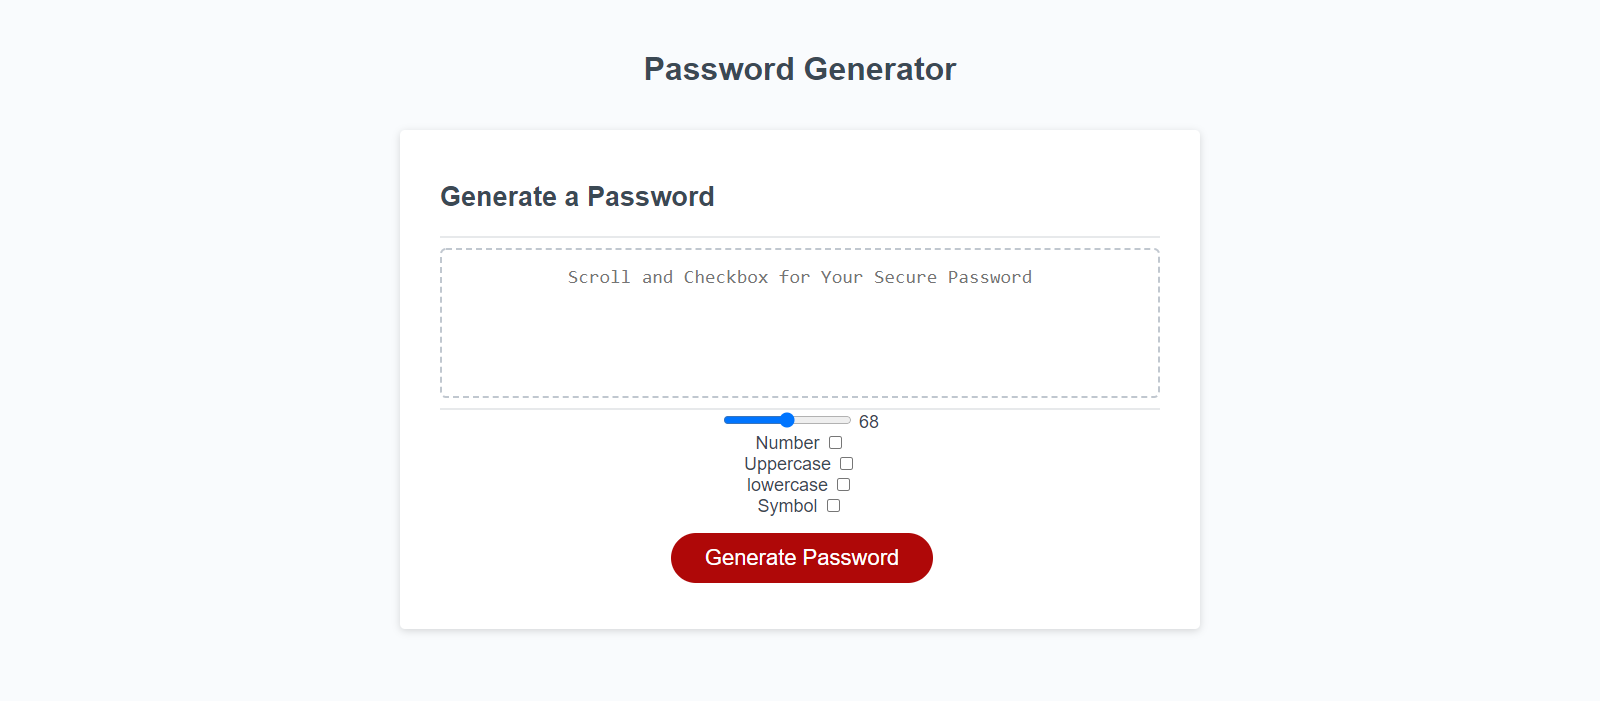 Password Generator
Generate a Password
Scroll and Checkbox for Your Secure Password
68
Number
Uppercase
lowercase
Symbol
Generate Password